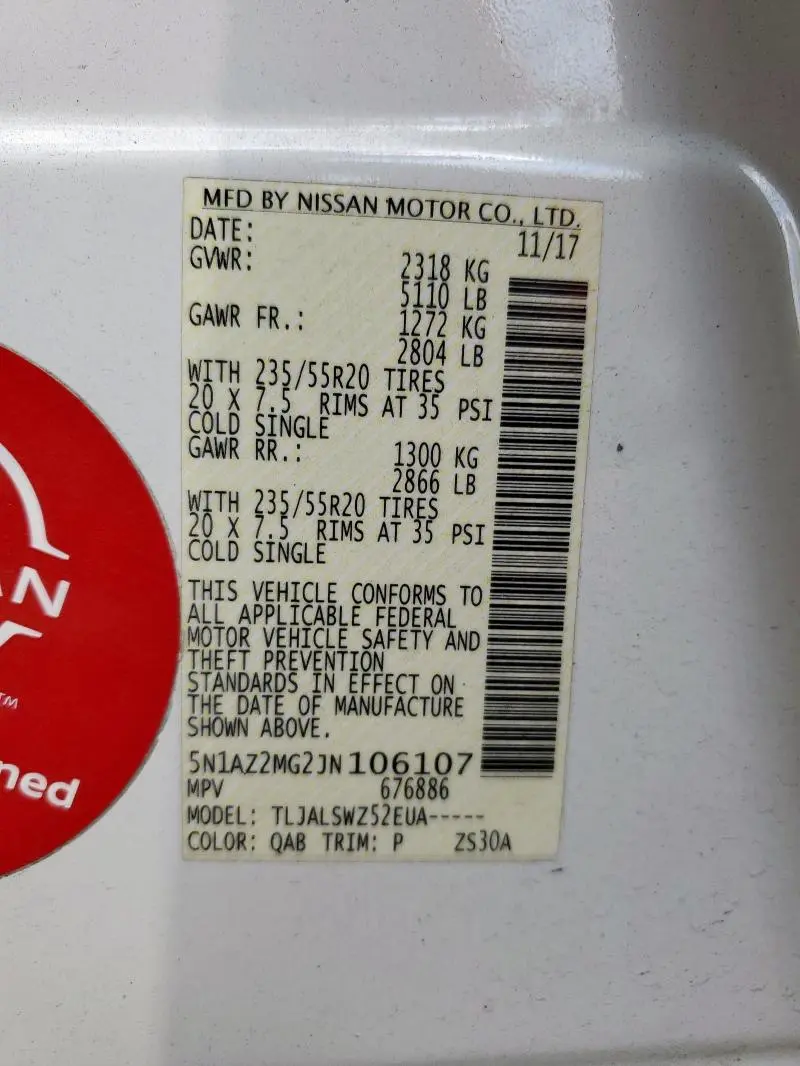 MFD BY NISSAN MOTOR CO., LTD.
DATE: 11/17
GVWR: 2318 KG
5110 LB
GAWR FR.: 1272 KG
2804 LB
WITH 235/55R20 TIRES
20 X 7.5 RIMS AT 35 PSI
COLD SINGLE
GAWR RR.: 1300 KG
2866 LB
WITH 235/55R20 TIRES
20 X 7.5 RIMS AT 35 PSI
COLD SINGLE
THIS VEHICLE CONFORMS TO
ALL APPLICABLE FEDERAL
MOTOR VEHICLE SAFETY AND
THEFT PREVENTION
STANDARDS IN EFFECT ON
THE DATE OF MANUFACTURE
SHOWN ABOVE.
5N1AZ2MG2JN106107
MPV 676886
MODEL: TLJALSWZ52EUA-----
COLOR: QAB TRIM: P ZS30A
AN
TM
ned